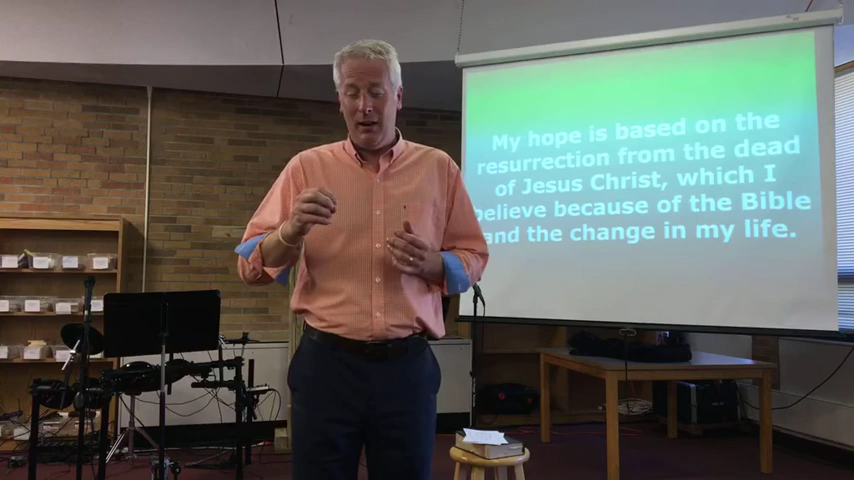 My hope is based on the
resurrection from the dead
of Jesus Christ, which I
believe because of the Bible
and the change in my life.